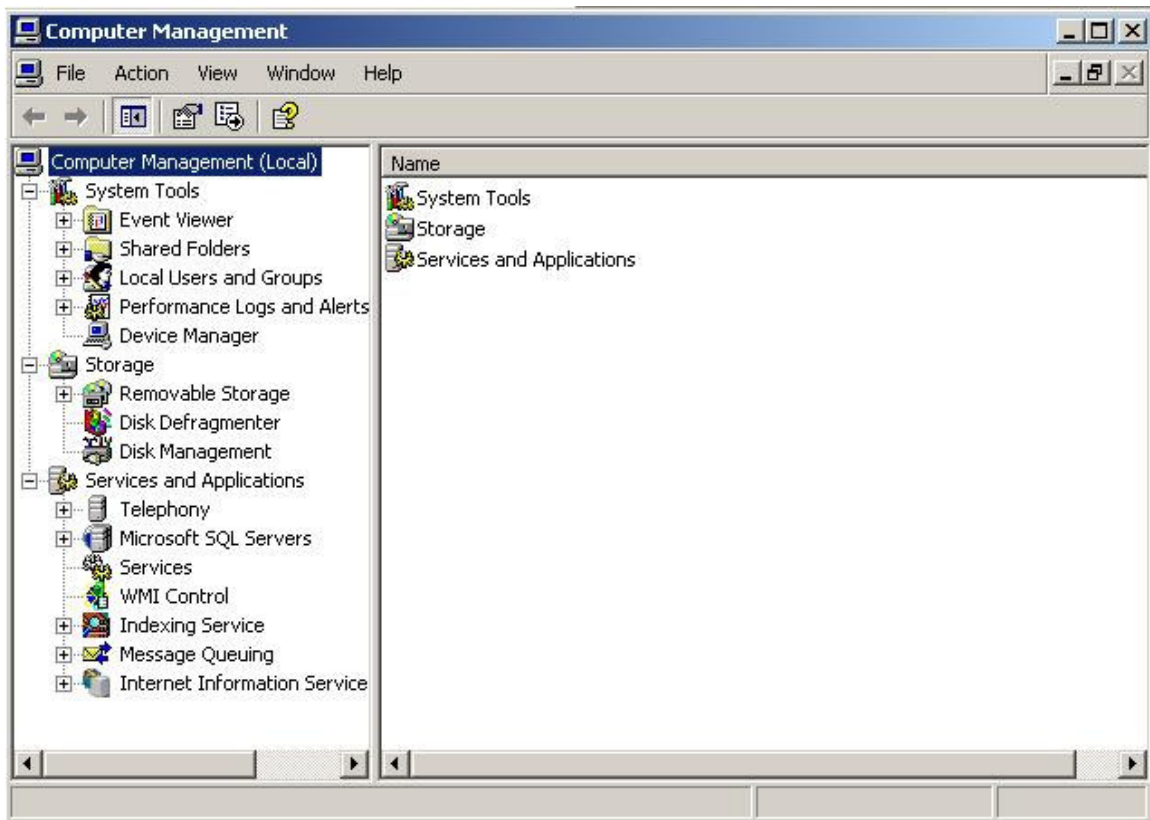 Computer Management
File Action View Window Help
Computer Management (Local)
System Tools
Event Viewer
Shared Folders
Local Users and Groups
Performance Logs and Alerts
Device Manager
Storage
Removable Storage
Disk Defragmenter
Disk Management
Services and Applications
Telephony
Microsoft SQL Servers
Services
WMI Control
Indexing Service
Message Queuing
Internet Information Service
Name
System Tools
Storage
Services and Applications